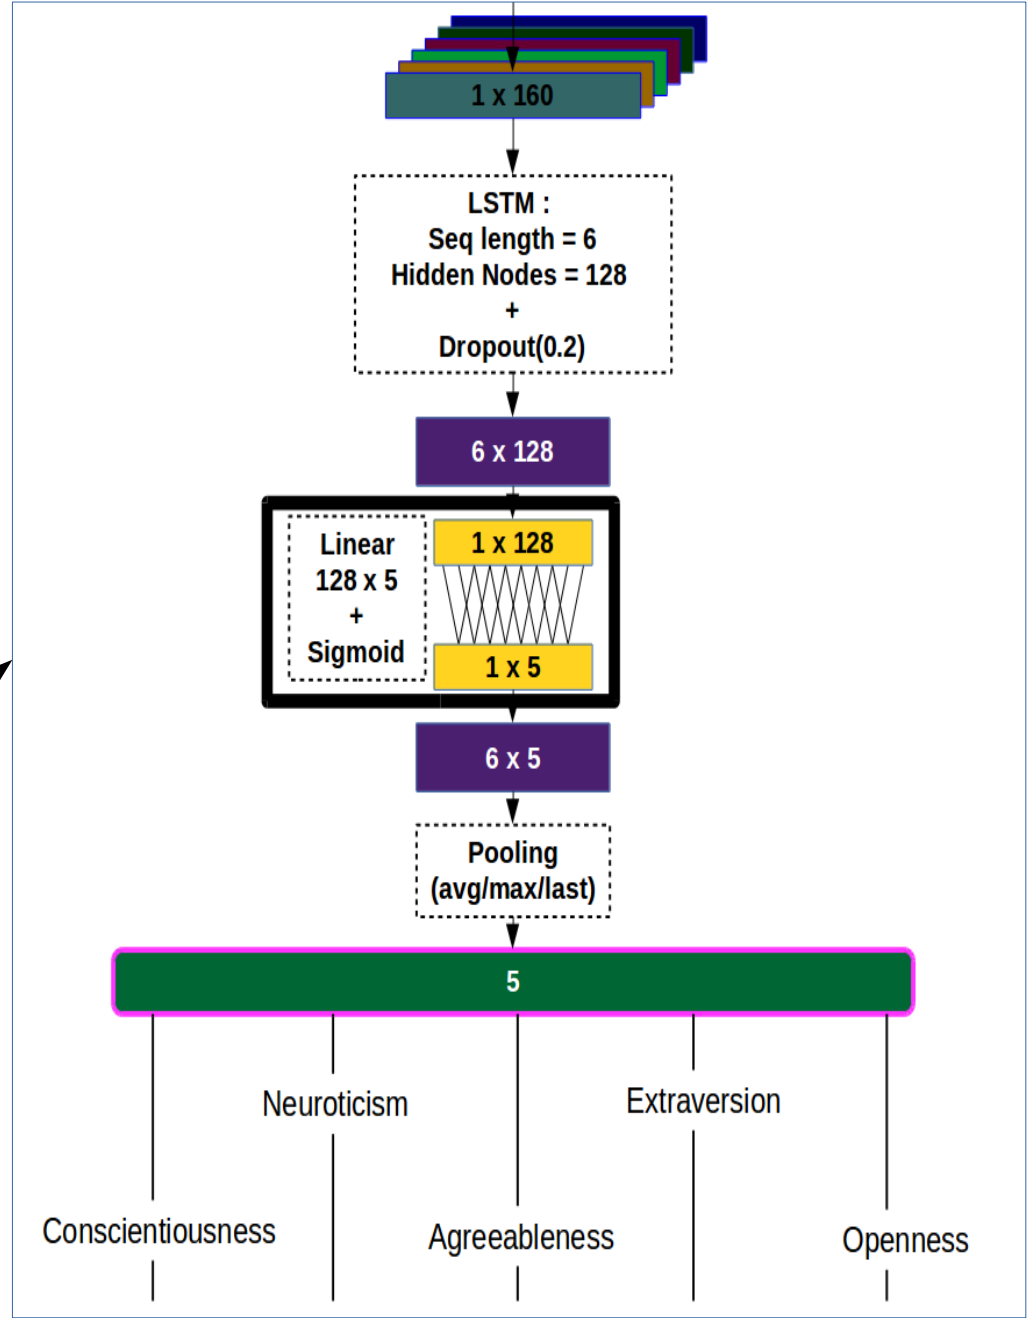 1 x 160
LSTM :
Seq length = 6
Hidden Nodes = 128
+
Dropout(0.2)
6 x 128
Linear
128 x 5
+
Sigmoid
1 x 128
1 x 5
6 x 5
Pooling
(avg/max/last)
5
Neuroticism
Extraversion
Conscientiousness
Agreeableness
Openness